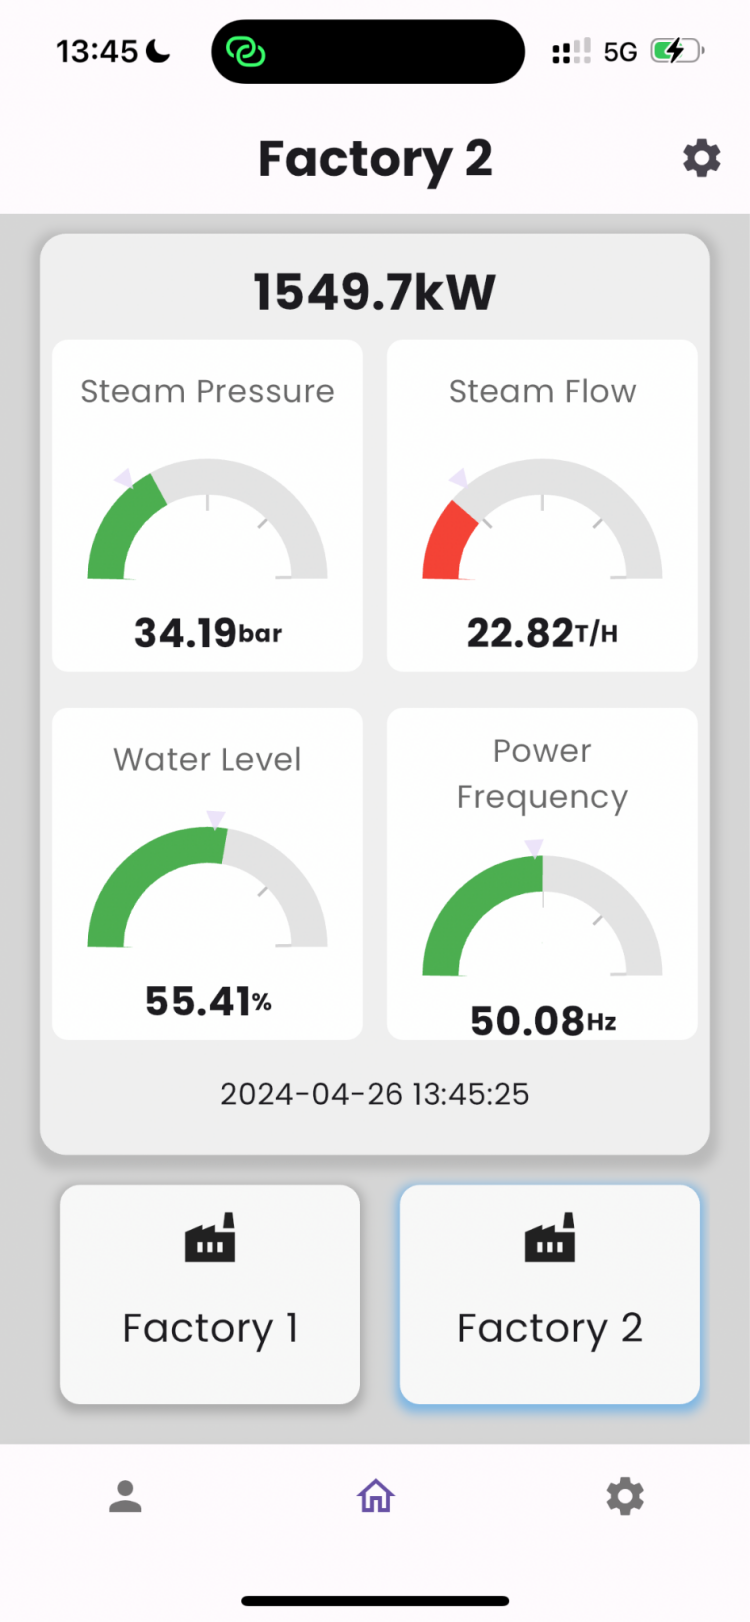 13:45
5G
Factory 2
1549.7kW
Steam Pressure
34.19bar
Steam Flow
22.82T/H
Water Level
55.41%
Power
Frequency
50.08Hz
2024-04-26 13:45:25
Factory 1
Factory 2